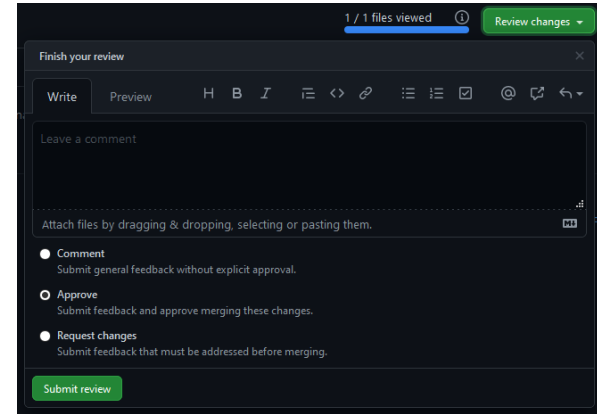 1 / 1 files viewed
Review changes
Finish your review
Write
Preview
H B I
Leave a comment
Attach files by dragging & dropping, selecting or pasting them.
Comment
Submit general feedback without explicit approval.
Approve
Submit feedback and approve merging these changes.
Request changes
Submit feedback that must be addressed before merging.
Submit review